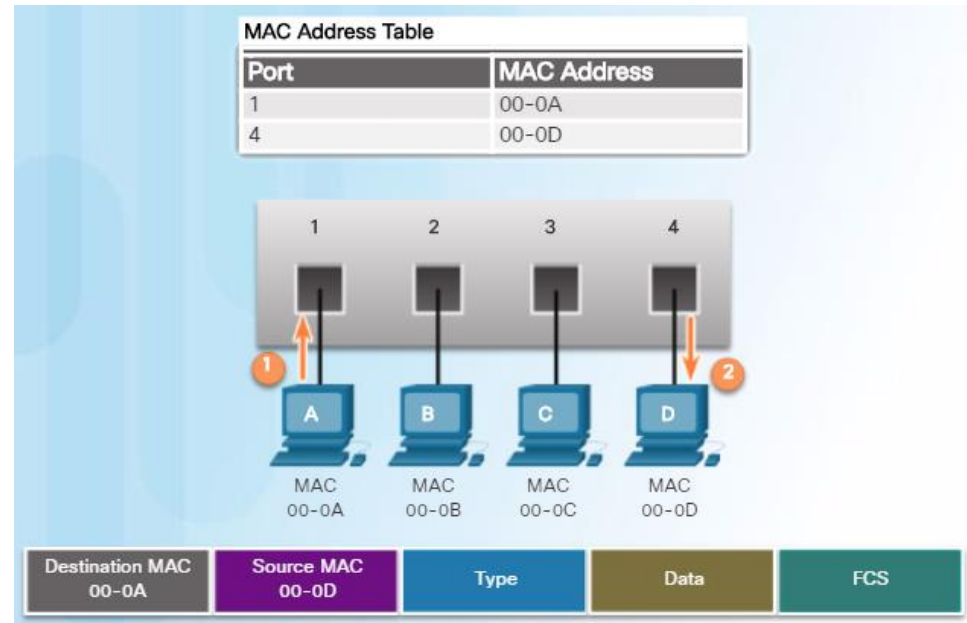 MAC Address Table
Port MAC Address
1 00-0A
4 00-0D
1 2 3 4
1 2
A B C D
MAC MAC MAC MAC
00-0A 00-0B 00-0C 00-0D
Destination MAC Source MAC Type Data FCS
00-0A 00-0D